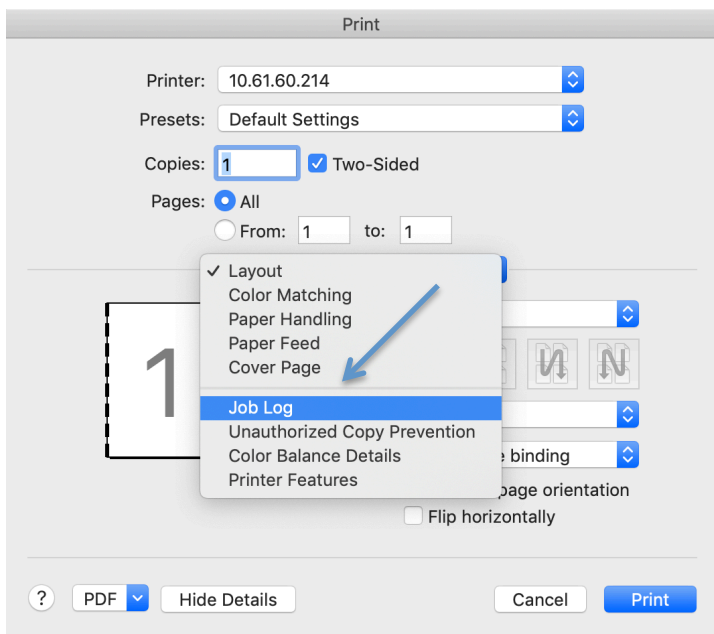 Print
Printer: 10.61.60.214
Presets: Default Settings
Copies: 1 Two-Sided
Pages: All
From: 1 to: 1
Layout
Color Matching
Paper Handling
Paper Feed
Cover Page
1
Job Log
Unauthorized Copy Prevention
Color Balance Details
binding
Printer Features
page orientation
Flip horizontally
? PDF Hide Details Cancel Print